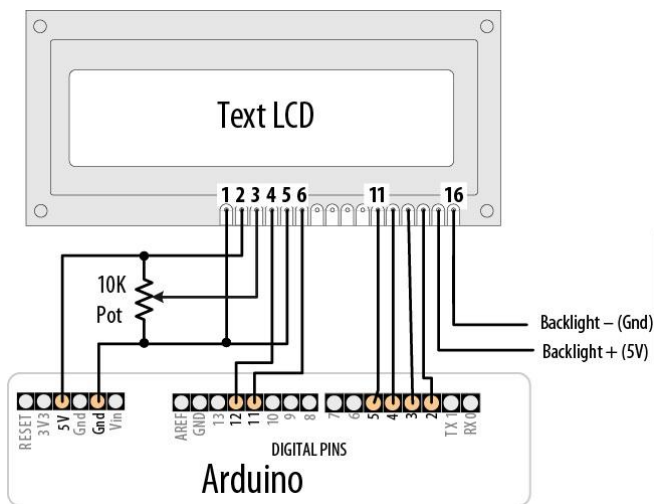 Text LCD
1 2 3 4 5 6 11 16
10K
Pot
Backlight – (Gnd)
Backlight + (5V)
RESET 3V3 5V Gnd Gnd Vin AREF GND 13 12 11 10 9 8 7 6 5 4 3 2 TX 1 RX 0
DIGITAL PINS
Arduino